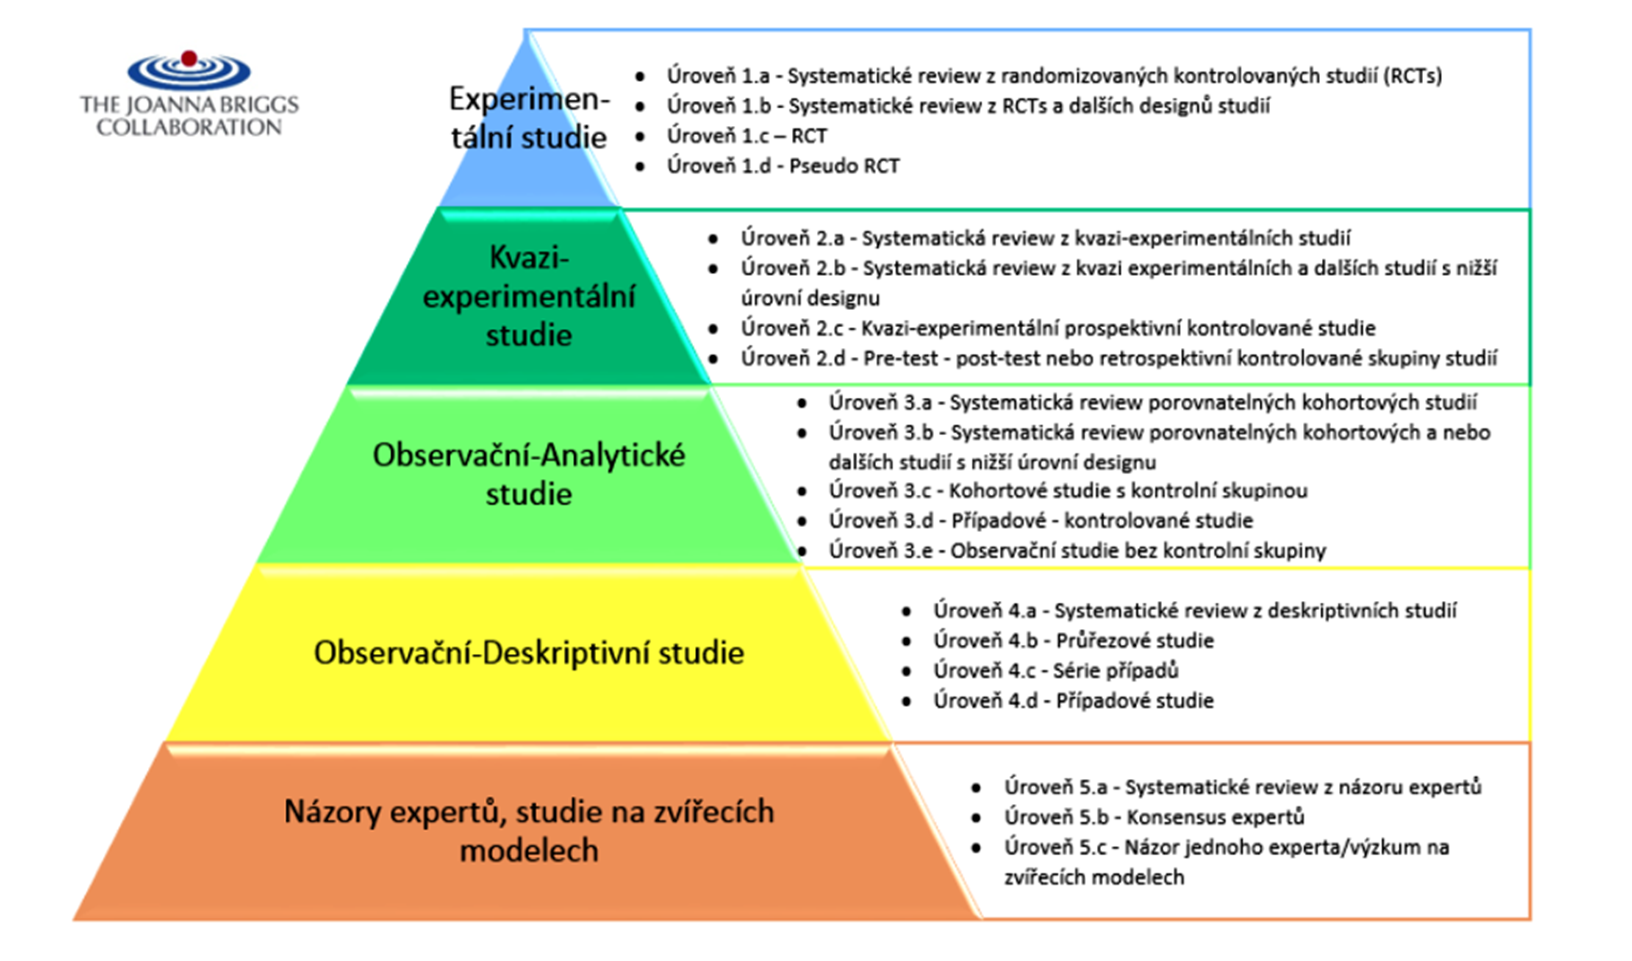 THE JOANNA BRIGGS
COLLABORATION
Experimen-
tální studie
• Úroveň 1.a - Systematické review z randomizovaných kontrolovaných studií (RCTs)
• Úroveň 1.b - Systematické review z RCTs a dalších designů studií
• Úroveň 1.c – RCT
• Úroveň 1.d - Pseudo RCT
Kvazi-
experimentální
studie
• Úroveň 2.a - Systematická review z kvazi-experimentálních studií
• Úroveň 2.b - Systematická review z kvazi experimentálních a dalších studií s nižší
úrovní designu
• Úroveň 2.c - Kvazi-experimentální prospektivní kontrolované studie
• Úroveň 2.d - Pre-test - post-test nebo retrospektivní kontrolované skupiny studií
Observační-Analytické
studie
• Úroveň 3.a - Systematická review porovnatelných kohortových studií
• Úroveň 3.b - Systematická review porovnatelných kohortových a nebo
dalších studií s nižší úrovní designu
• Úroveň 3.c - Kohortové studie s kontrolní skupinou
• Úroveň 3.d - Případové - kontrolované studie
• Úroveň 3.e - Observační studie bez kontrolní skupiny
Observační-Deskriptivní studie
• Úroveň 4.a - Systematické review z deskriptivních studií
• Úroveň 4.b - Průřezové studie
• Úroveň 4.c - Série případů
• Úroveň 4.d - Případové studie
Názory expertů, studie na zvířecích
modelech
• Úroveň 5.a - Systematické review z názoru expertů
• Úroveň 5.b - Konsensus expertů
• Úroveň 5.c - Názor jednoho experta/výzkum na
zvířecích modelech